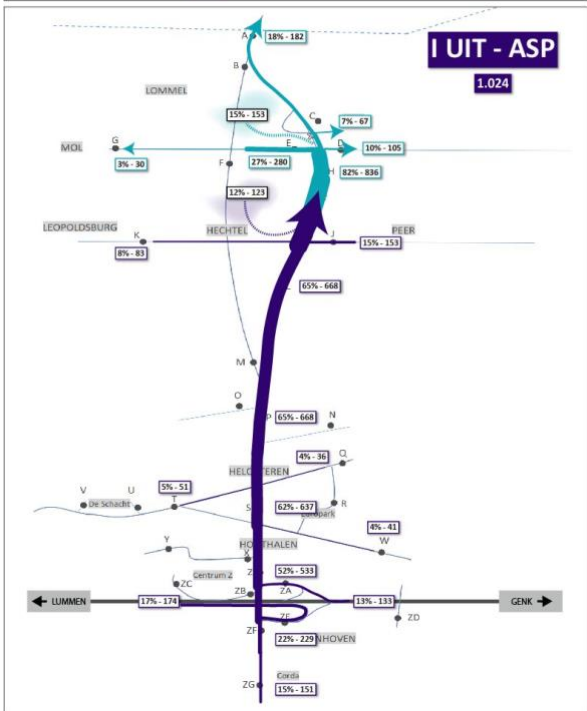 I UIT - ASP
1.024
A
18% - 182
B
LOMMEL
15% - 153
C
7% - 67
MOL
G
E
D
10% - 105
3% - 30
F
27% - 280
H
82% - 836
12% - 123
LEOPOLDSBURG
K
HECHTEL
J
PEER
8% - 83
15% - 153
65% - 668
M
O
P
65% - 668
N
4% - 36
Q
5% - 51
V
U
De Schacht
T
S
62% - 637
R
4% - 41
Y
W
X
52% - 533
Centrum Z
ZC
ZB
ZA
LUMMEN
17% - 174
13% - 133
GENK
ZD
ZE
ZF
22% - 229
Corda
ZG
15% - 151